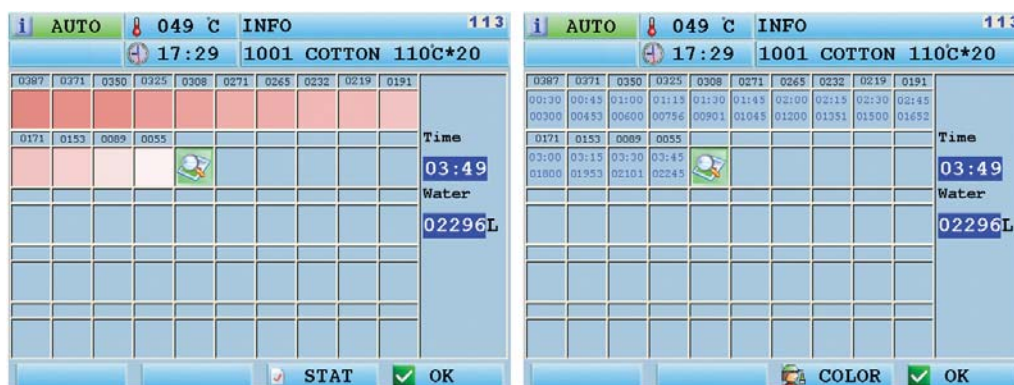 i AUTO 049 ℃ INFO 113
17:29 1001 COTTON 110℃*20
0387 0371 0350 0325 0308 0271 0265 0232 0219 0191
0171 0153 0089 0055
Time
03:49
Water
02296L
STAT OK
i AUTO 049 ℃ INFO 113
17:29 1001 COTTON 110℃*20
0387 0371 0350 0325 0308 0271 0265 0232 0219 0191
00:30 00:45 01:00 01:15 01:30 01:45 02:00 02:15 02:30 02:45
00300 00453 00600 00756 00901 01045 01200 01351 01500 01652
0171 0153 0089 0055
03:00 03:15 03:30 03:45
01800 01953 02101 02245
Time
03:49
Water
02296L
COLOR OK